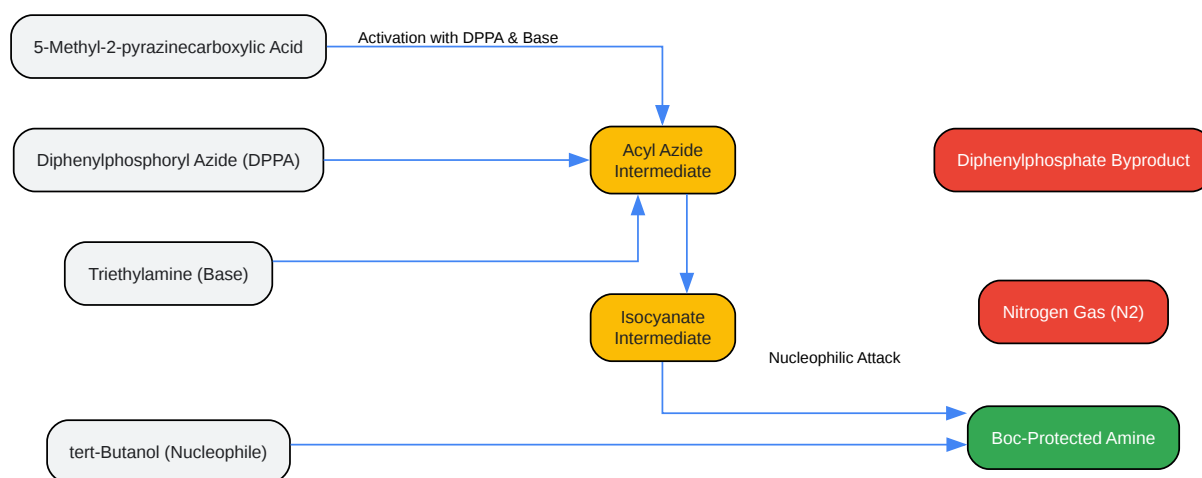 5-Methyl-2-pyrazinecarboxylic Acid
Activation with DPPA & Base
Diphenylphosphoryl Azide (DPPA)
Acyl Azide
Intermediate
Diphenylphosphate Byproduct
Triethylamine (Base)
Isocyanate
Intermediate
Nitrogen Gas (N2)
Nucleophilic Attack
tert-Butanol (Nucleophile)
Boc-Protected Amine